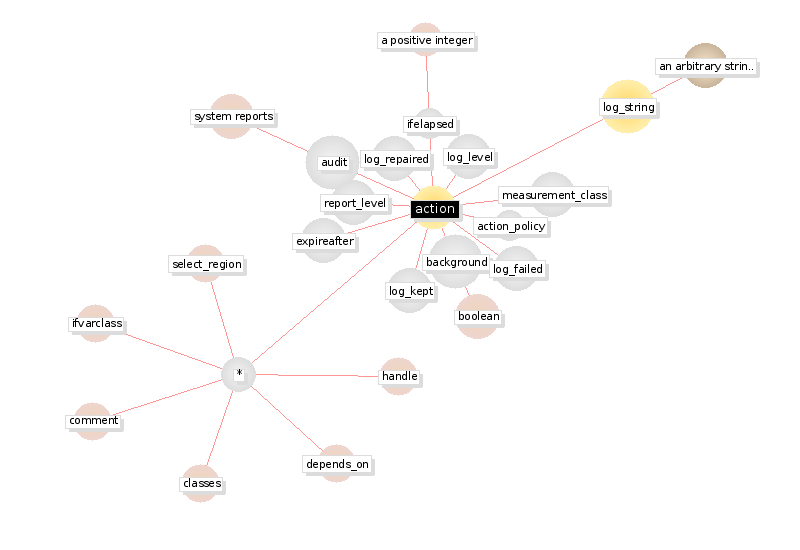 a positive integer
an arbitrary strin..
log_string
system reports
ifelapsed
log_repaired
log_level
audit
measurement_class
report_level
action
action_policy
expireafter
background
select_region
log_failed
log_kept
boolean
ifvarclass
*
handle
comment
depends_on
classes